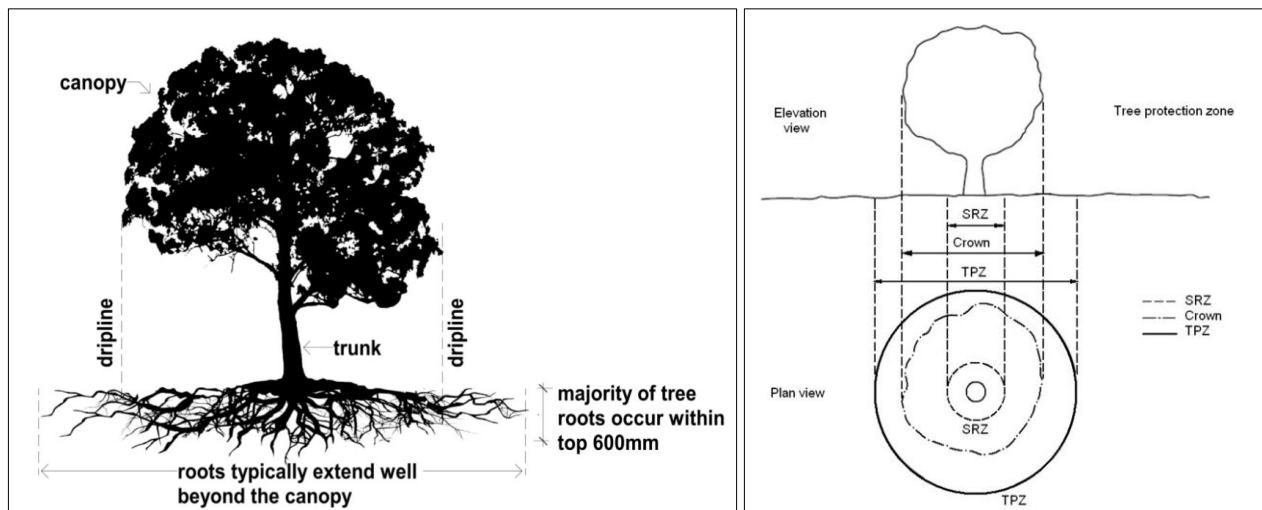 canopy
dripline
trunk
dripline
majority of tree
roots occur within
top 600mm
roots typically extend well
beyond the canopy
Elevation
view
Tree protection zone
SRZ
Crown
TPZ
SRZ
Crown
TPZ
Plan view
SRZ
TPZ